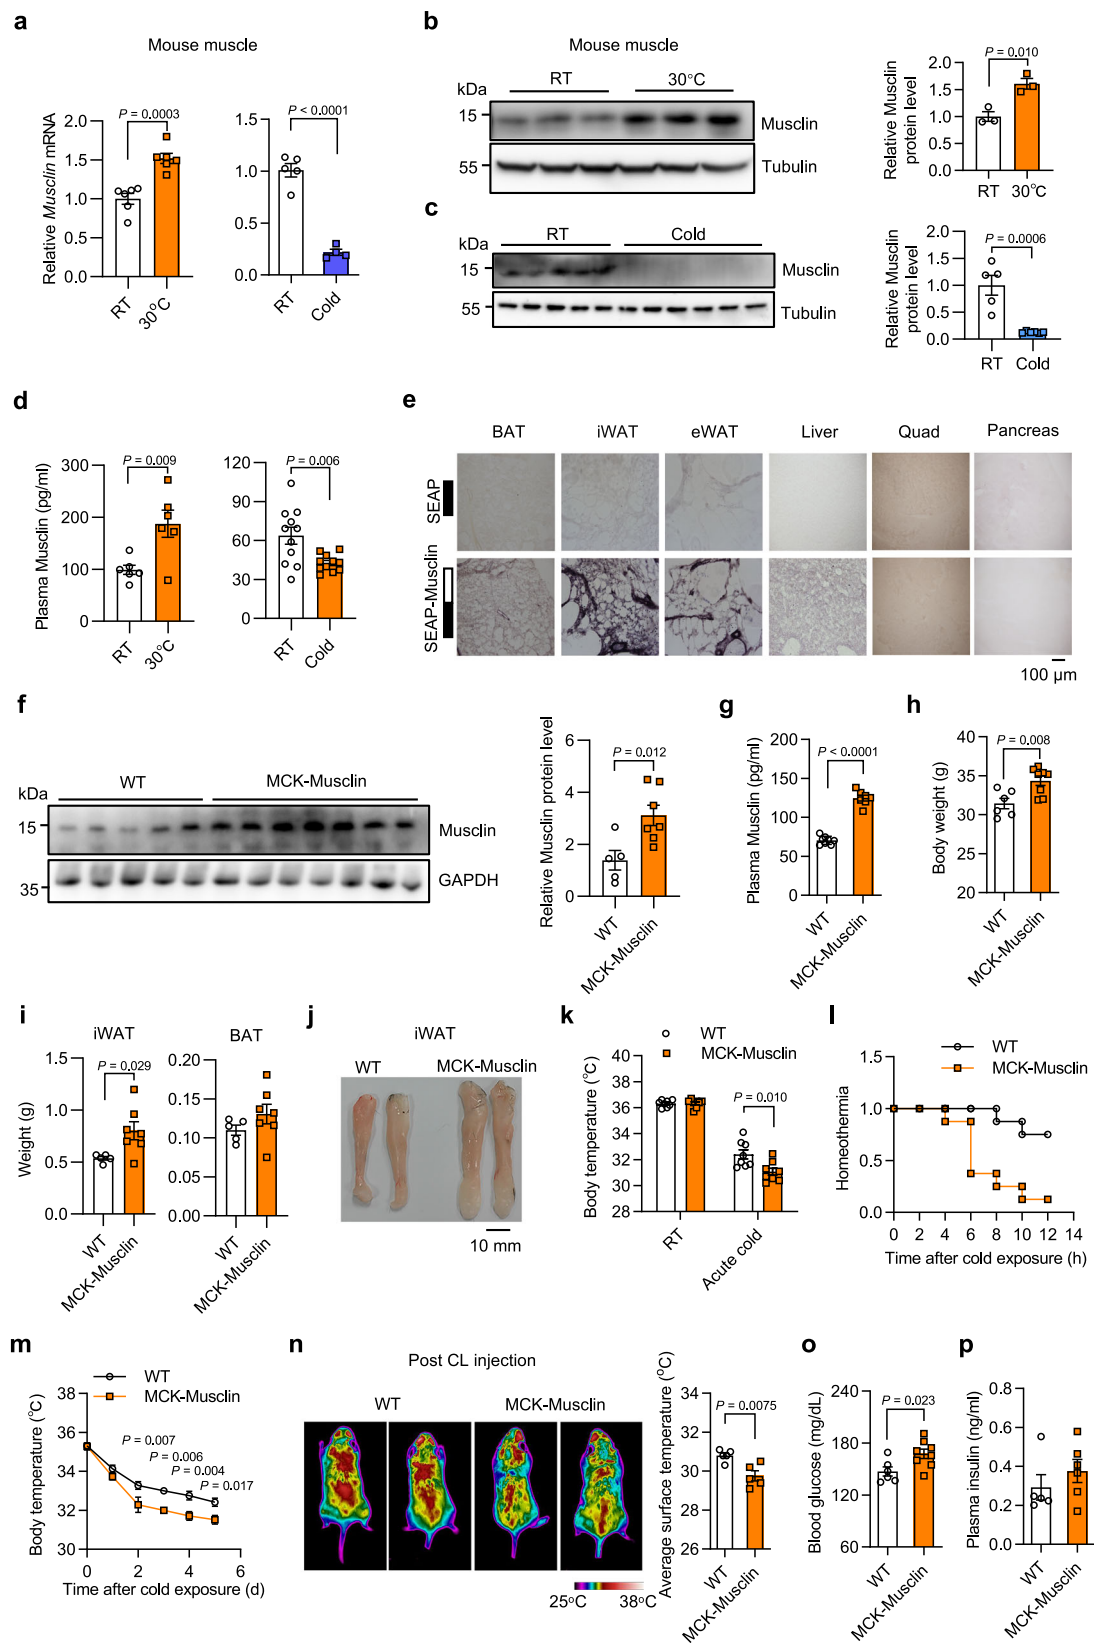 a
Mouse muscle
Relative Musclin mRNA
2.0
1.5
1.0
0.5
0.0
P = 0.0003
RT
30°C
1.5
1.0
0.5
0.0
P < 0.0001
RT
Cold
b
Mouse muscle
kDa
RT
30°C
15
Musclin
55
Tubulin
Relative Musclin
protein level
2.0
1.5
1.0
0.5
0.0
P = 0.010
RT
30°C
c
kDa
RT
Cold
15
Musclin
55
Tubulin
Relative Musclin
protein level
2.0
1.5
1.0
0.5
0.0
P = 0.0006
RT
Cold
d
Plasma Musclin (pg/ml)
300
200
100
0
P = 0.009
RT
30°C
120
90
60
30
0
P = 0.006
RT
Cold
e
BAT
iWAT
eWAT
Liver
Quad
Pancreas
SEAP
SEAP-Musclin
100 µm
f
kDa
WT
MCK-Musclin
15
Musclin
35
GAPDH
Relative Musclin protein level
6
4
2
0
P = 0.012
WT
MCK-Musclin
g
Plasma Musclin (pg/ml)
200
150
100
50
0
P < 0.0001
WT
MCK-Musclin
h
Body weight (g)
40
35
30
25
20
P = 0.008
WT
MCK-Musclin
i
iWAT
Weight (g)
1.5
1.0
0.5
0.0
P = 0.029
WT
MCK-Musclin
BAT
0.20
0.15
0.10
0.05
0.00
WT
MCK-Musclin
j
iWAT
WT
MCK-Musclin
10 mm
k
WT
MCK-Musclin
Body temperature (°C)
40
36
34
32
30
28
P = 0.010
RT
Acute cold
l
WT
MCK-Musclin
Homeothermia
1.5
1.0
0.5
0.0
0 2 4 6 8 10 12 14
Time after cold exposure (h)
m
WT
MCK-Musclin
Body temperature (°C)
38
36
34
32
30
P = 0.007
P = 0.006
P = 0.004
P = 0.017
0 2 4 6
Time after cold exposure (d)
n
Post CL injection
WT
MCK-Musclin
25°C
38°C
Average surface temperature (°C)
34
32
30
28
26
P = 0.0075
WT
MCK-Musclin
o
Blood glucose (mg/dL)
240
180
120
60
P = 0.023
WT
MCK-Musclin
p
Plasma insulin (ng/ml)
0.8
0.6
0.4
0.2
0.0
WT
MCK-Musclin